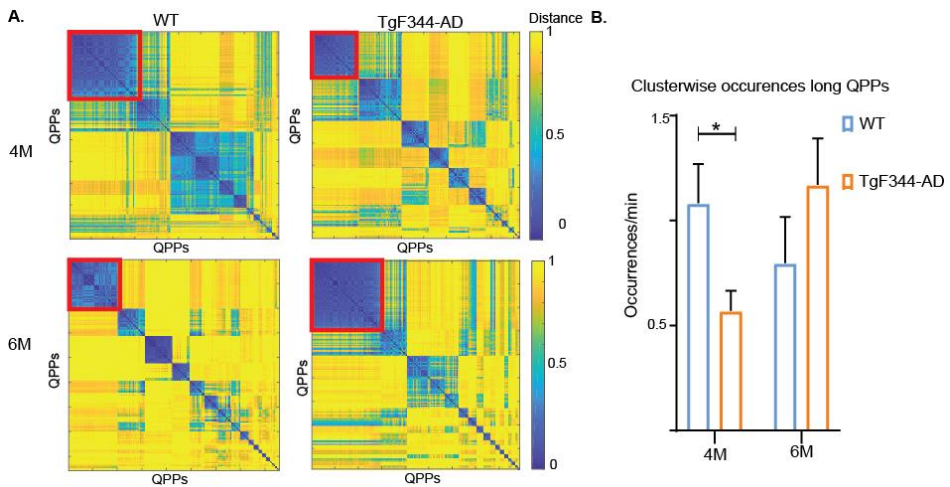 A.
WT
TgF344-AD
Distance
4M
QPPs
QPPs
QPPs
QPPs
1
0.5
0
6M
QPPs
QPPs
QPPs
QPPs
1
0.5
0
B.
Clusterwise occurences long QPPs
WT
TgF344-AD
*
Occurrences/min
1.5
0.5
4M
6M